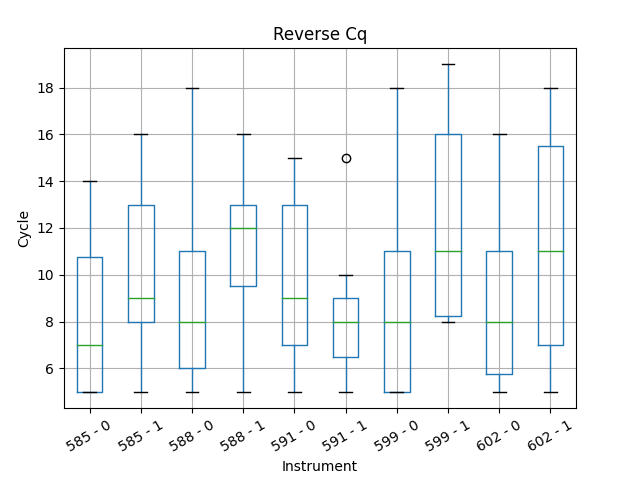 Reverse Cq
Cycle
18
16
14
12
10
8
6
585 - 0
585 - 1
588 - 0
588 - 1
591 - 0
591 - 1
599 - 0
599 - 1
602 - 0
602 - 1
Instrument